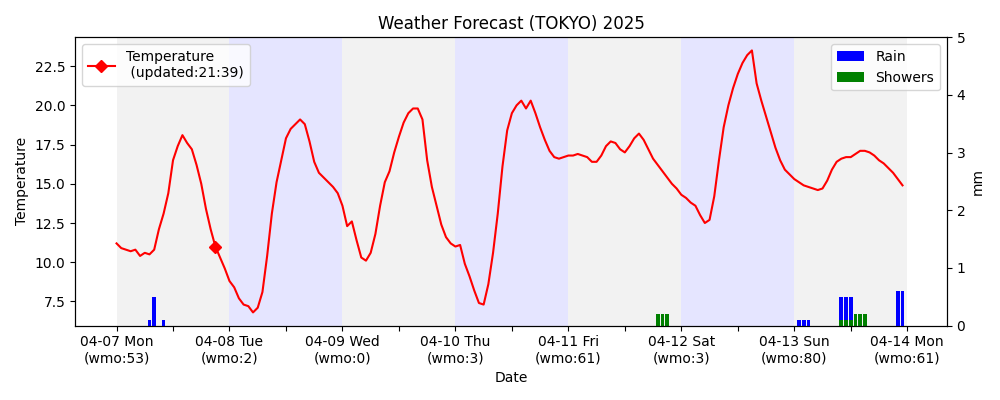 Weather Forecast (TOKYO) 2025
Temperature
(updated:21:39)
Rain
Showers
22.5
20.0
17.5
15.0
12.5
10.0
7.5
Temperature
5
4
3
2
1
0
mm
04-07 Mon 04-08 Tue 04-09 Wed 04-10 Thu 04-11 Fri 04-12 Sat 04-13 Sun 04-14 Mon
(wmo:53) (wmo:2) (wmo:0) (wmo:3) (wmo:61) (wmo:3) (wmo:80) (wmo:61)
Date